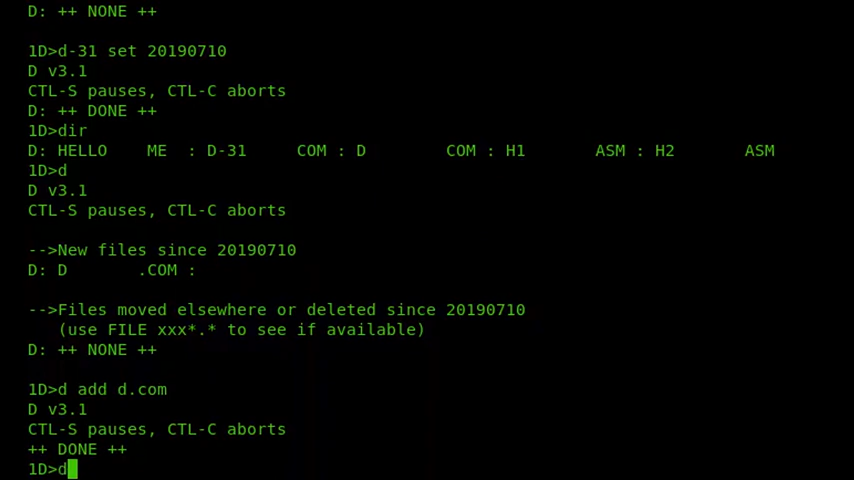 D: ++ NONE ++
1D>d-31 set 20190710
D v3.1
CTL-S pauses, CTL-C aborts
D: ++ DONE ++
1D>dir
D: HELLO    ME  : D-31     COM : D        COM : H1       ASM : H2       ASM
1D>d
D v3.1
CTL-S pauses, CTL-C aborts
-->New files since 20190710
D: D       .COM :
-->Files moved elsewhere or deleted since 20190710
   (use FILE xxx*.* to see if available)
D: ++ NONE ++
1D>d add d.com
D v3.1
CTL-S pauses, CTL-C aborts
++ DONE ++
1D>d